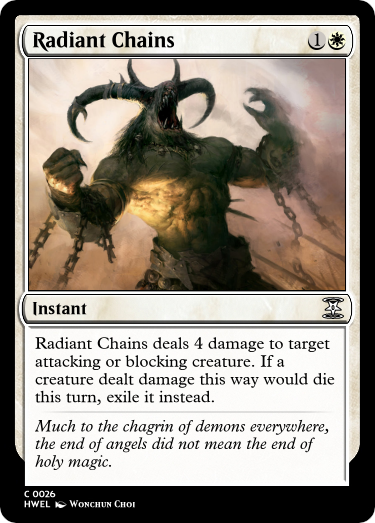 Radiant Chains
1
Instant
Radiant Chains deals 4 damage to target
attacking or blocking creature. If a
creature dealt damage this way would die
this turn, exile it instead.
Much to the chagrin of demons everywhere,
the end of angels did not mean the end of
holy magic.
C 0026
HWEL Wonchun Choi